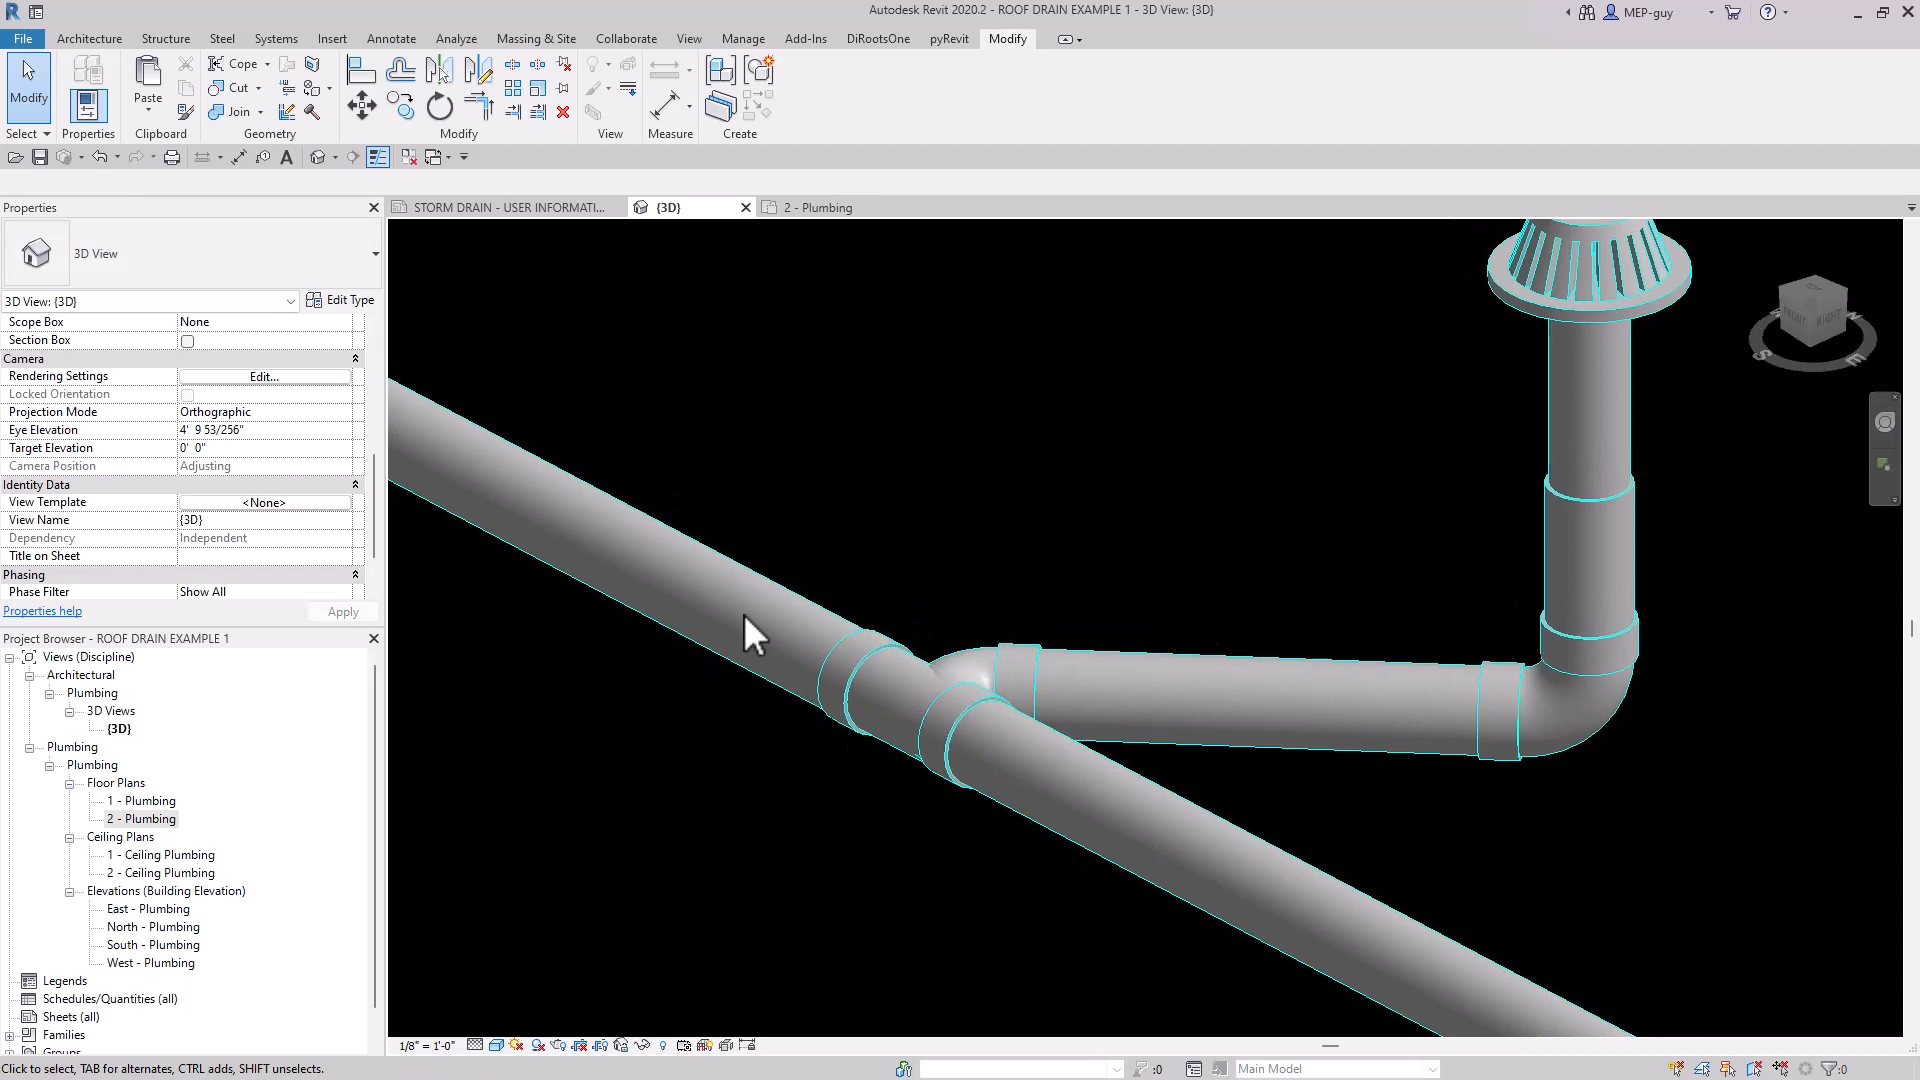 Autodesk Revit 2020.2 - ROOF DRAIN EXAMPLE 1 - 3D View: {3D}
MEP-guy
File Architecture Structure Steel Systems Insert Annotate Analyze Massing & Site Collaborate View Manage Add-Ins DiRootsOne pyRevit Modify
Modify
Paste
Cope
Cut
Join
Select Properties Clipboard Geometry Modify View Measure Create
Properties
STORM DRAIN - USER INFORMATI...
{3D}
2 - Plumbing
3D View
3D View: {3D}
Edit Type
Scope Box None
Section Box
Camera
Rendering Settings Edit...
Locked Orientation
Projection Mode Orthographic
Eye Elevation 4' 9 53/256"
Target Elevation 0' 0"
Camera Position Adjusting
Identity Data
View Template <None>
View Name {3D}
Dependency Independent
Title on Sheet
Phasing
Phase Filter Show All
Properties help Apply
Project Browser - ROOF DRAIN EXAMPLE 1
Views (Discipline)
Architectural
Plumbing
3D Views
{3D}
Plumbing
Plumbing
Floor Plans
1 - Plumbing
2 - Plumbing
Ceiling Plans
1 - Ceiling Plumbing
2 - Ceiling Plumbing
Elevations (Building Elevation)
East - Plumbing
North - Plumbing
South - Plumbing
West - Plumbing
Legends
Schedules/Quantities (all)
Sheets (all)
Families
Groups
TOP
FRONT
RIGHT
S
E
N
1/8" = 1'-0"
Click to select, TAB for alternates, CTRL adds, SHIFT unselects.
:0
Main Model
:0